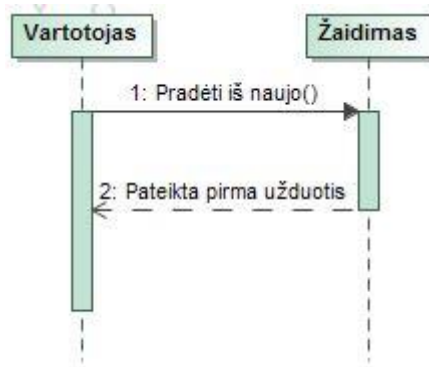 Vartotojas
Žaidimas
1: Pradėti iš naujo()
2: Pateikta pirma užduotis